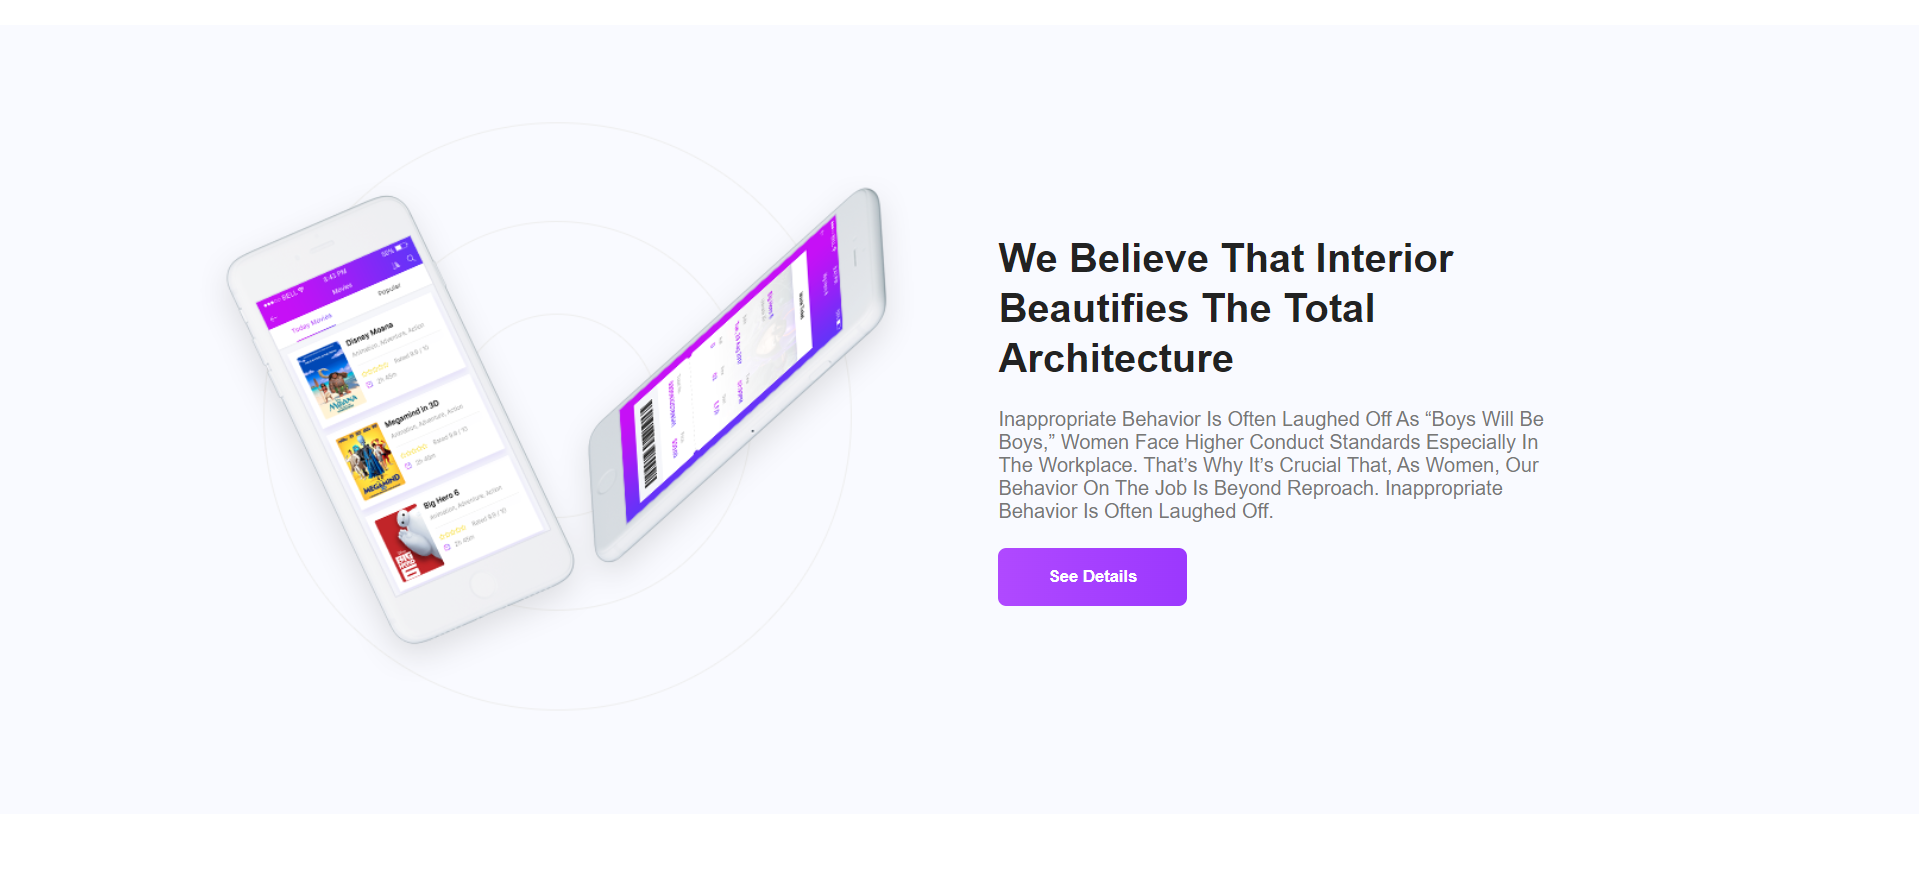 BELL
8:43 PM
50%
Movies
Today Movies
Populer
Disney Moana
Animation, Adventure, Action
Rated 9.9 / 10
2h 45m
MOANA
Megamind in 3D
Animation, Adventure, Action
Rated 9.6 / 10
2h 45m
MEGAMIND
Big Hero 6
Animation, Adventure, Action
Rated 9.9 / 10
2h 45m
We Believe That Interior
Beautifies The Total
Architecture
Inappropriate Behavior Is Often Laughed Off As “Boys Will Be
Boys,” Women Face Higher Conduct Standards Especially In
The Workplace. That’s Why It’s Crucial That, As Women, Our
Behavior On The Job Is Beyond Reproach. Inappropriate
Behavior Is Often Laughed Off.
See Details